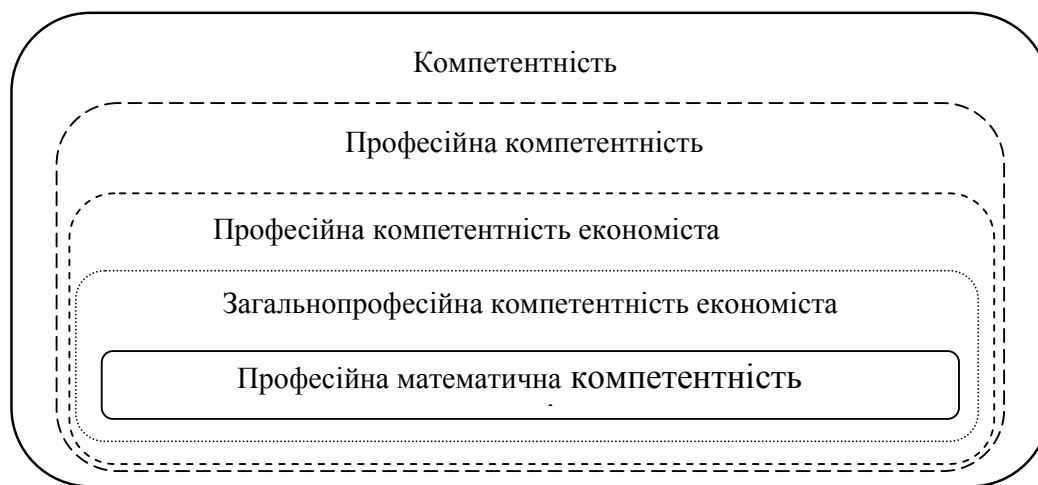 Компетентність
Професійна компетентність
Професійна компетентність економіста
Загальнопрофесійна компетентність економіста
Професійна математична компетентність